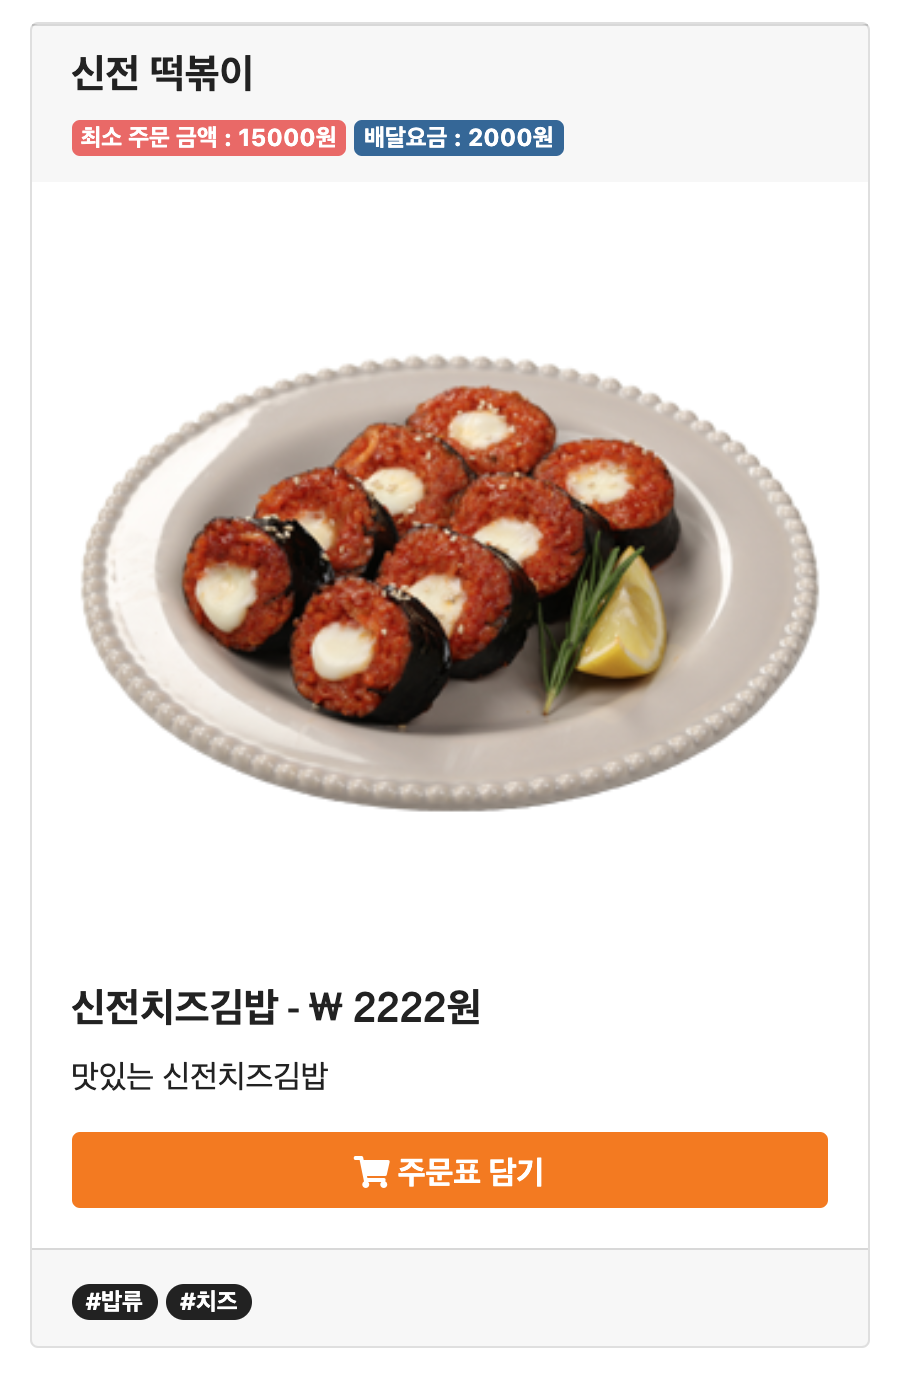 신전 떡볶이
최소 주문 금액 : 15000원 배달요금 : 2000원
신전치즈김밥 - ₩ 2222원
맛있는 신전치즈김밥
주문표 담기
#밥류 #치즈